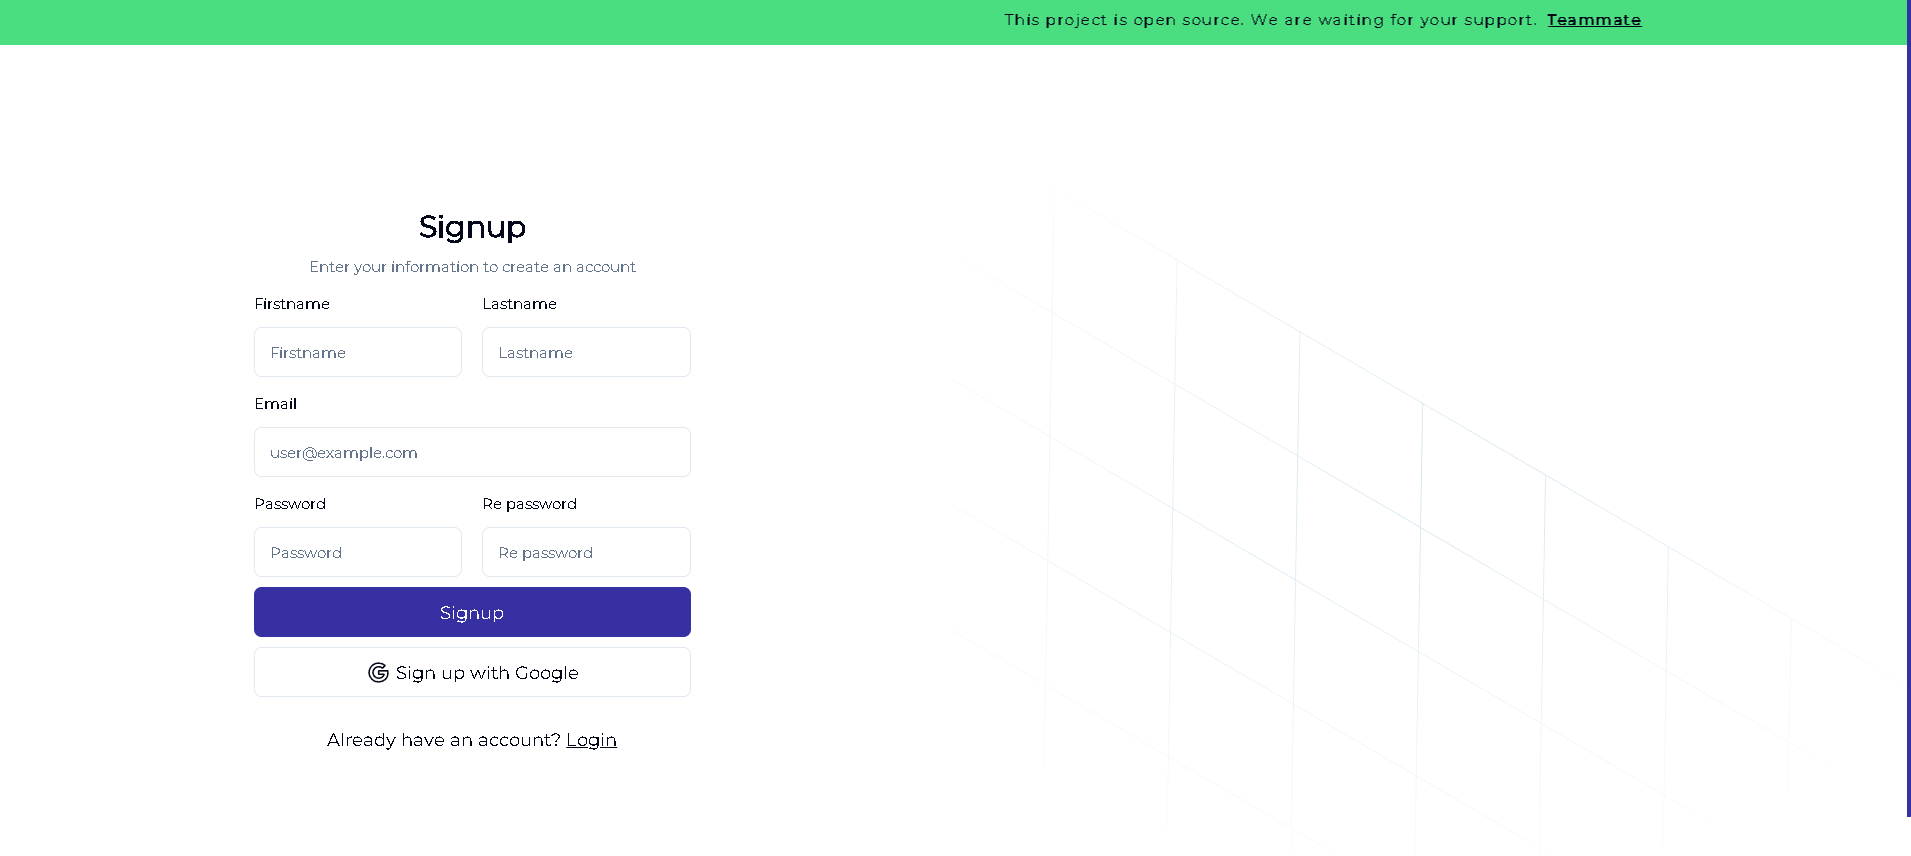 This project is open source. We are waiting for your support. Teammate
Signup
Enter your information to create an account
Firstname Lastname
Firstname Lastname
Email
user@example.com
Password Re password
Password Re password
Signup
Sign up with Google
Already have an account? Login